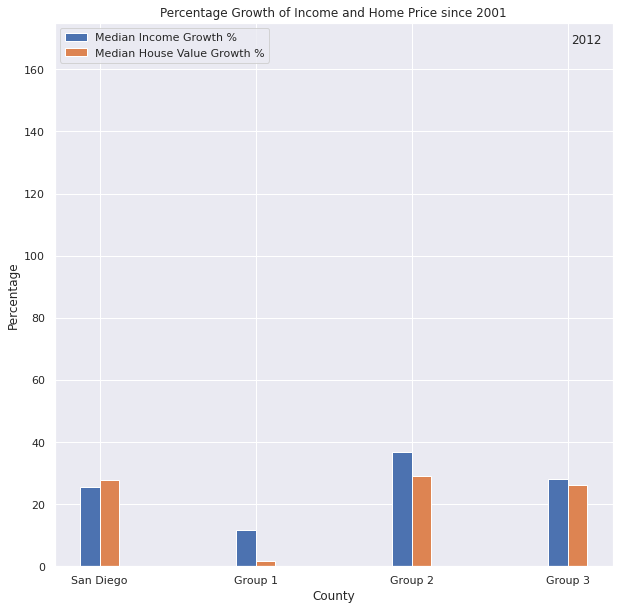 Percentage Growth of Income and Home Price since 2001
Median Income Growth %
Median House Value Growth %
2012
160
140
120
100
80
60
40
20
0
Percentage
San Diego
Group 1
Group 2
Group 3
County